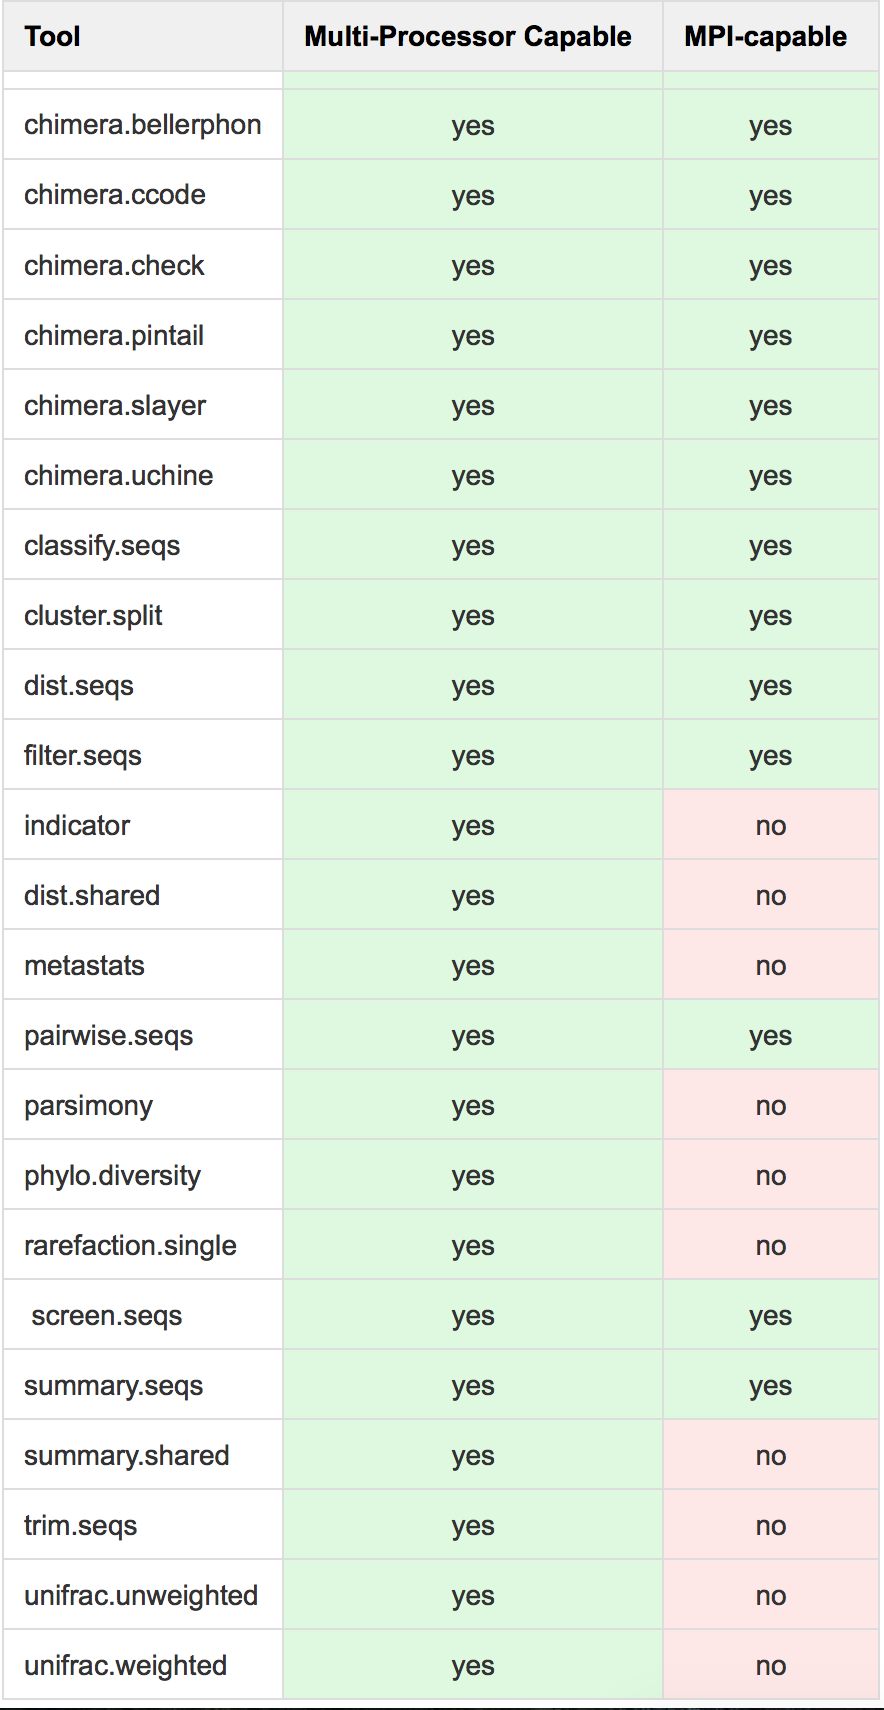 Tool Multi-Processor Capable MPI-capable
chimera.bellerphon yes yes
chimera.ccode yes yes
chimera.check yes yes
chimera.pintail yes yes
chimera.slayer yes yes
chimera.uchine yes yes
classify.seqs yes yes
cluster.split yes yes
dist.seqs yes yes
filter.seqs yes yes
indicator yes no
dist.shared yes no
metastats yes no
pairwise.seqs yes yes
parsimony yes no
phylo.diversity yes no
rarefaction.single yes no
screen.seqs yes yes
summary.seqs yes yes
summary.shared yes no
trim.seqs yes no
unifrac.unweighted yes no
unifrac.weighted yes no